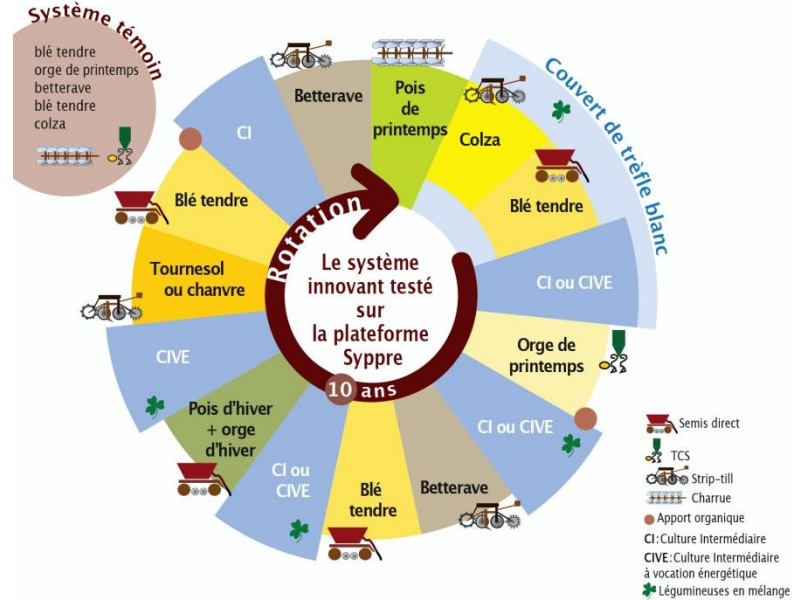 Système témoin
blé tendre
orge de printemps
betterave
blé tendre
colza
Betterave
Pois
de
printemps
Colza
Blé tendre
Couvert de trèfle blanc
CI ou CIVE
Orge de
printemps
CI ou CIVE
Betterave
Blé
tendre
CI ou
CIVE
Pois d'hiver
+ orge
d'hiver
CIVE
Tournesol
ou chanvre
Blé tendre
CI
Rotation
10 ans
Le système
innovant testé
sur
la plateforme
Syppre
Semis direct
TCS
Strip-till
Charrue
Apport organique
CI: Culture Intermédiaire
CIVE: Culture Intermédiaire
à vocation énergétique
Légumineuses en mélange